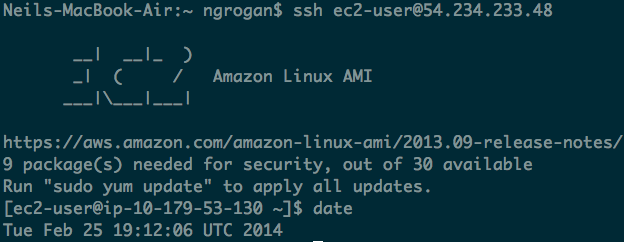 Neils-MacBook-Air:~ ngrogan$ ssh ec2-user@54.234.233.48
__|  __|_  )
_|  (     /   Amazon Linux AMI
___|\___|___|
https://aws.amazon.com/amazon-linux-ami/2013.09-release-notes/
9 package(s) needed for security, out of 30 available
Run "sudo yum update" to apply all updates.
[ec2-user@ip-10-179-53-130 ~]$ date
Tue Feb 25 19:12:06 UTC 2014